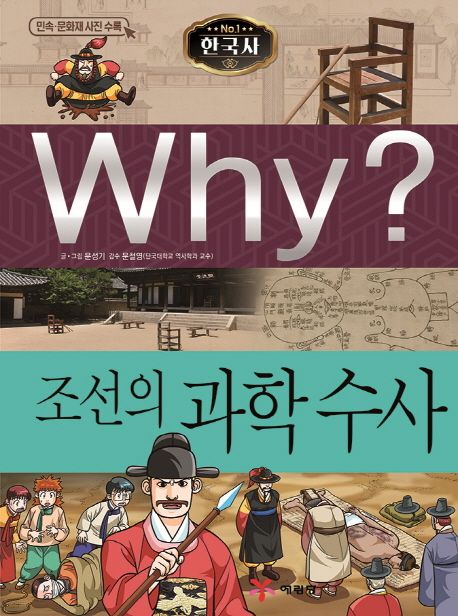 민속·문화재 사진 수록
No.1
한국사
Why?
글·그림 문성기 감수 문철영(단국대학교 역사학과 교수)
조선의 과학 수사
예림당